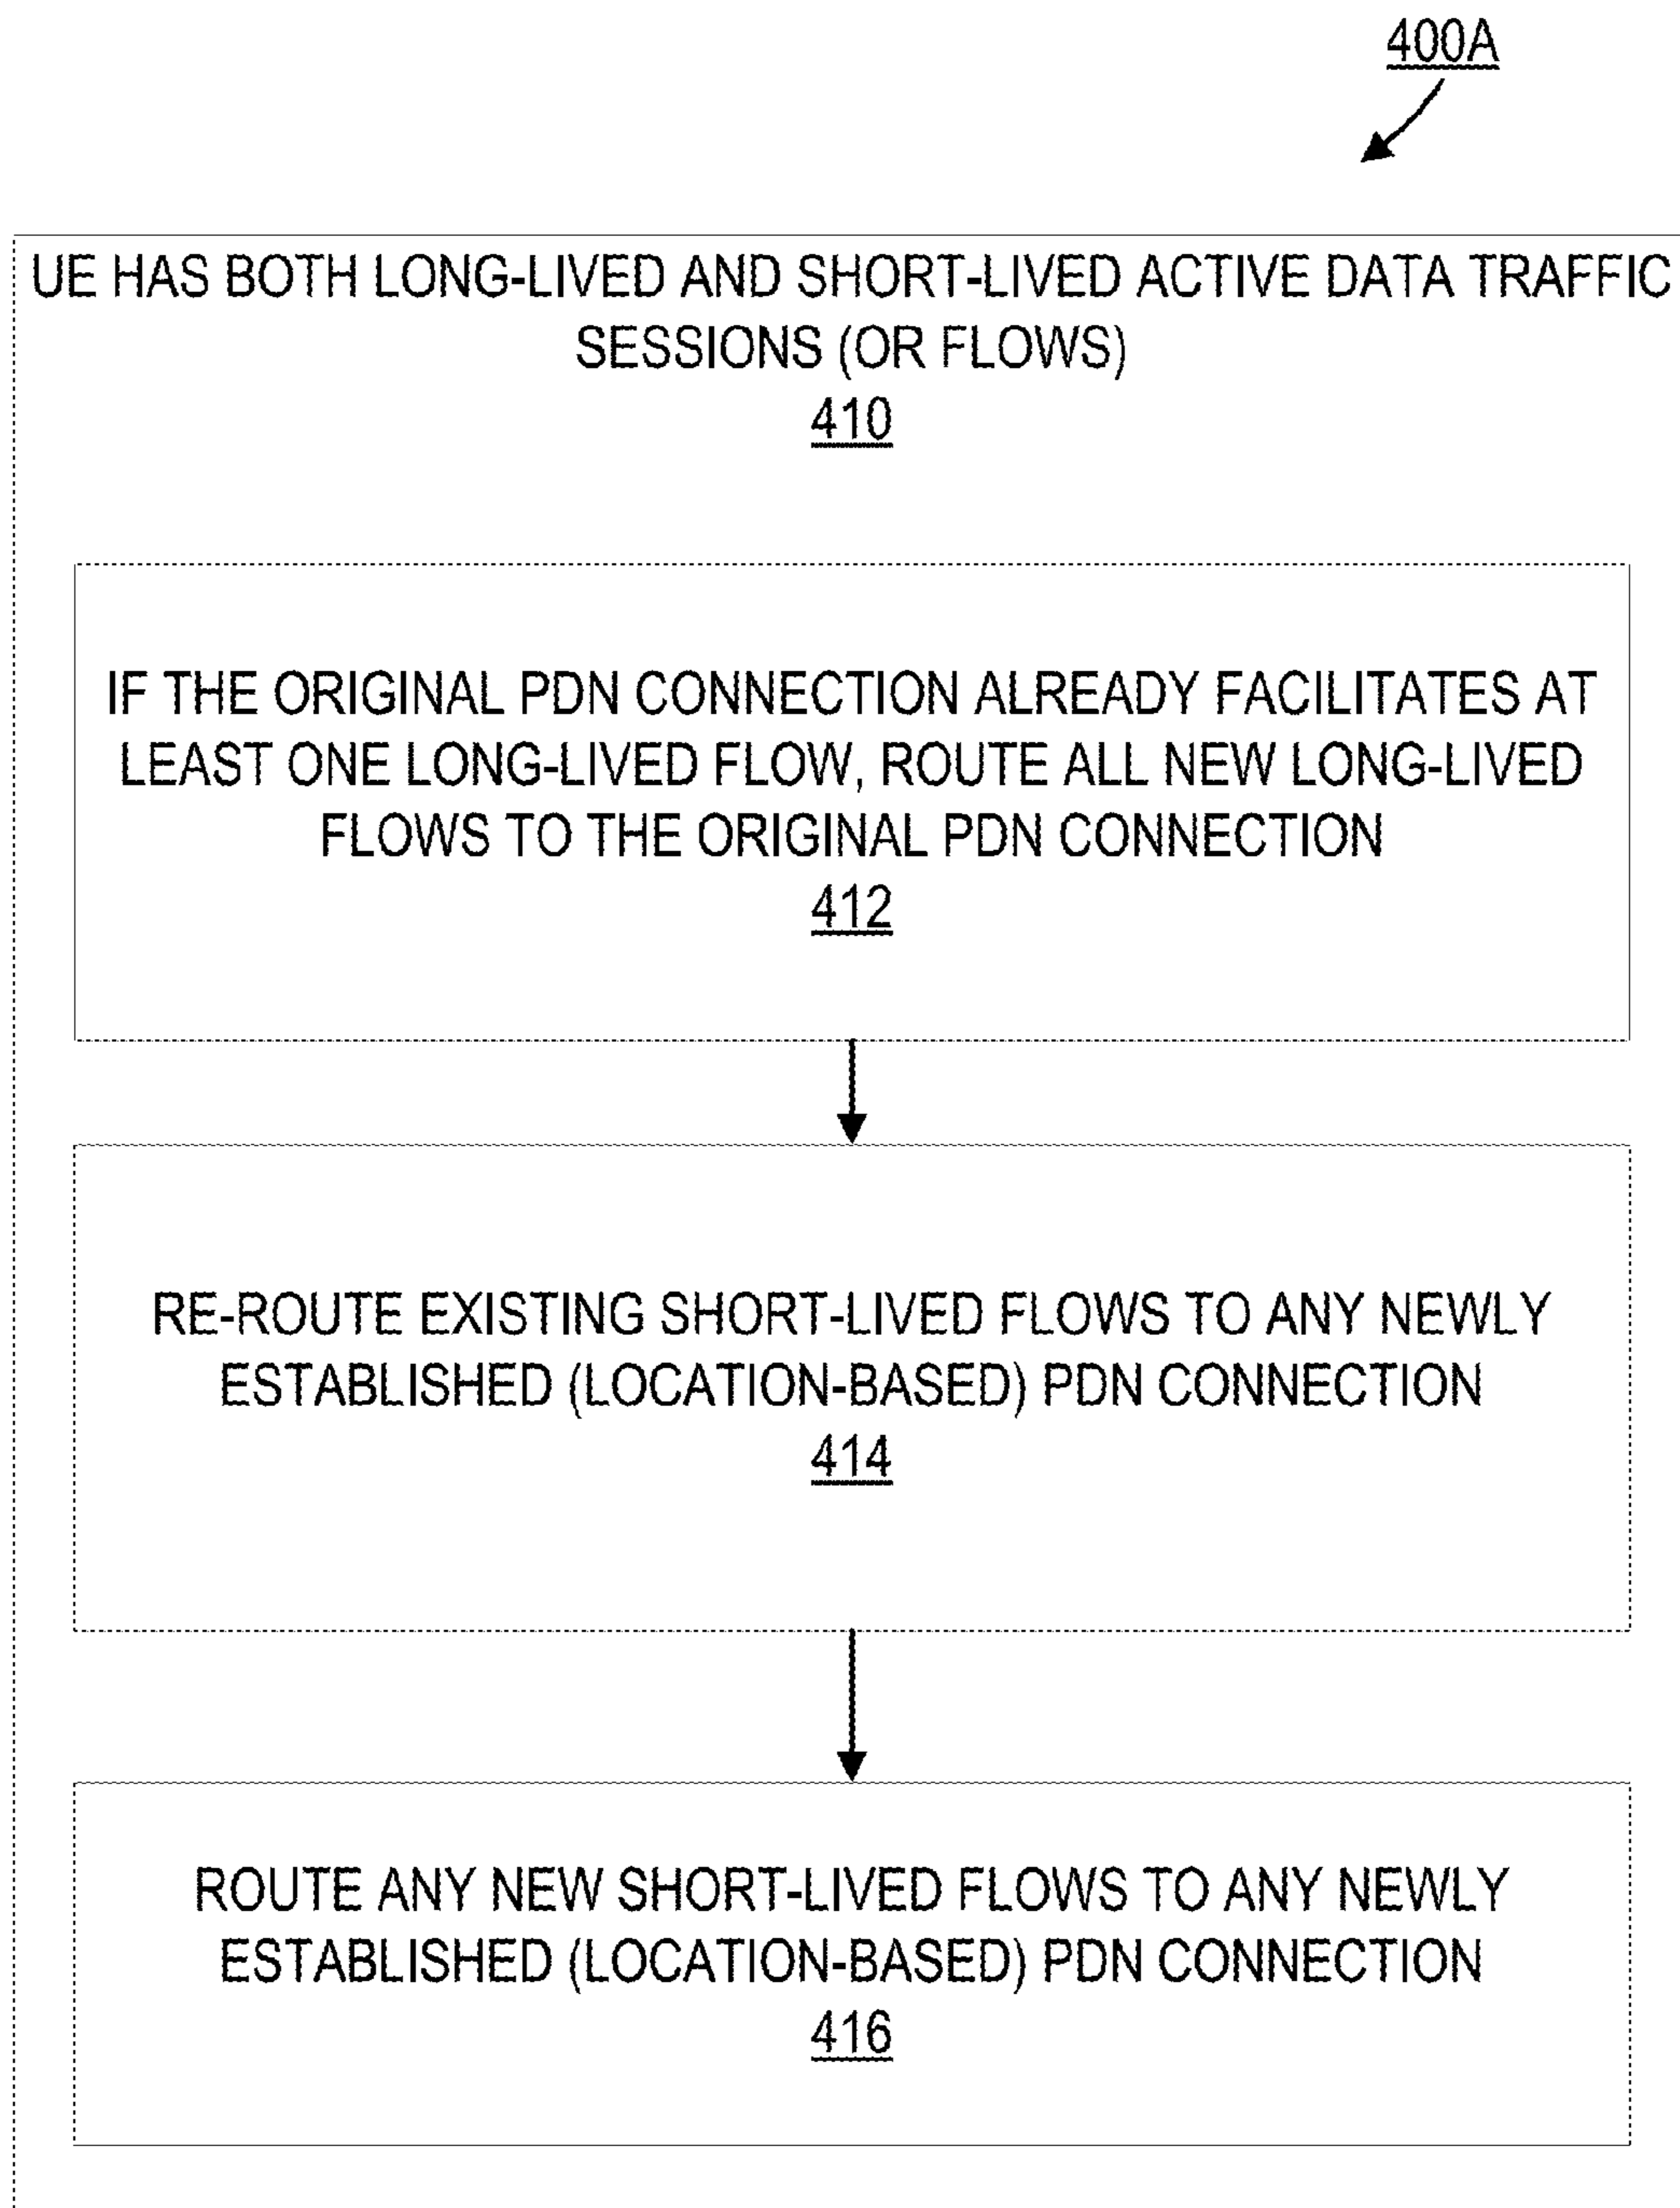 400A
UE HAS BOTH LONG-LIVED AND SHORT-LIVED ACTIVE DATA TRAFFIC
SESSIONS (OR FLOWS)
410
IF THE ORIGINAL PDN CONNECTION ALREADY FACILITATES AT
LEAST ONE LONG-LIVED FLOW, ROUTE ALL NEW LONG-LIVED
FLOWS TO THE ORIGINAL PDN CONNECTION
412
RE-ROUTE EXISTING SHORT-LIVED FLOWS TO ANY NEWLY
ESTABLISHED (LOCATION-BASED) PDN CONNECTION
414
ROUTE ANY NEW SHORT-LIVED FLOWS TO ANY NEWLY
ESTABLISHED (LOCATION-BASED) PDN CONNECTION
416